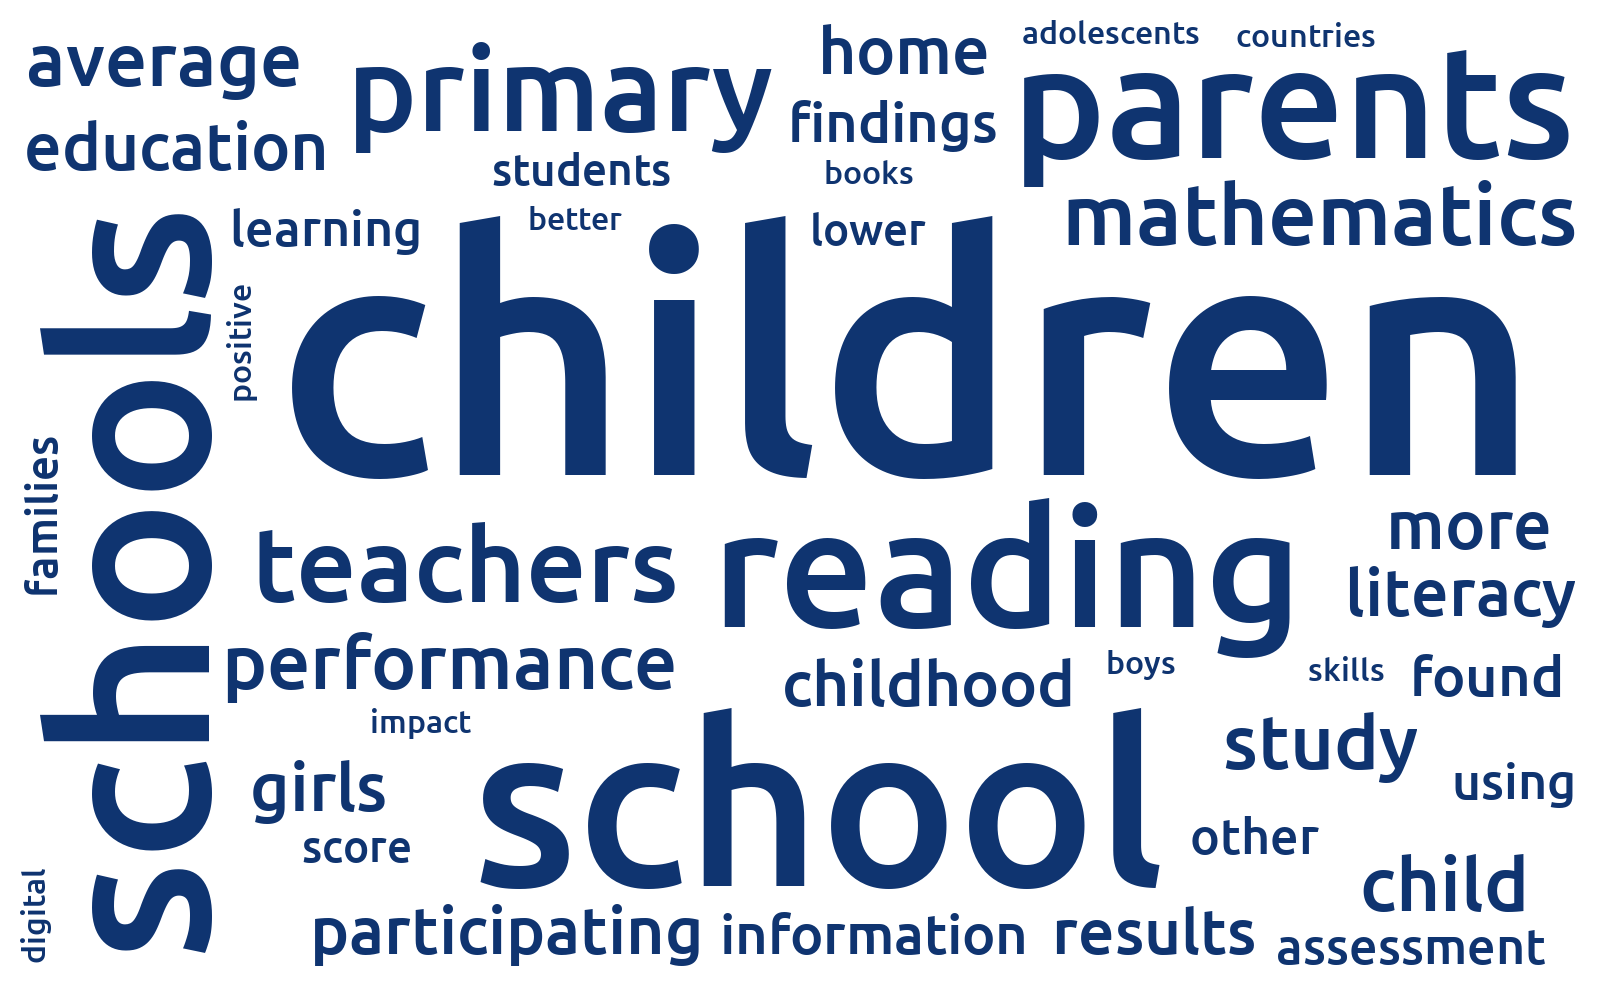 average
primary
home
adolescents
countries
parents
education
findings
students
books
mathematics
learning
better
lower
schools
positive
children
families
teachers
reading
more
literacy
performance
childhood
boys
skills
found
impact
school
study
girls
using
score
other
child
digital
participating
information
results
assessment